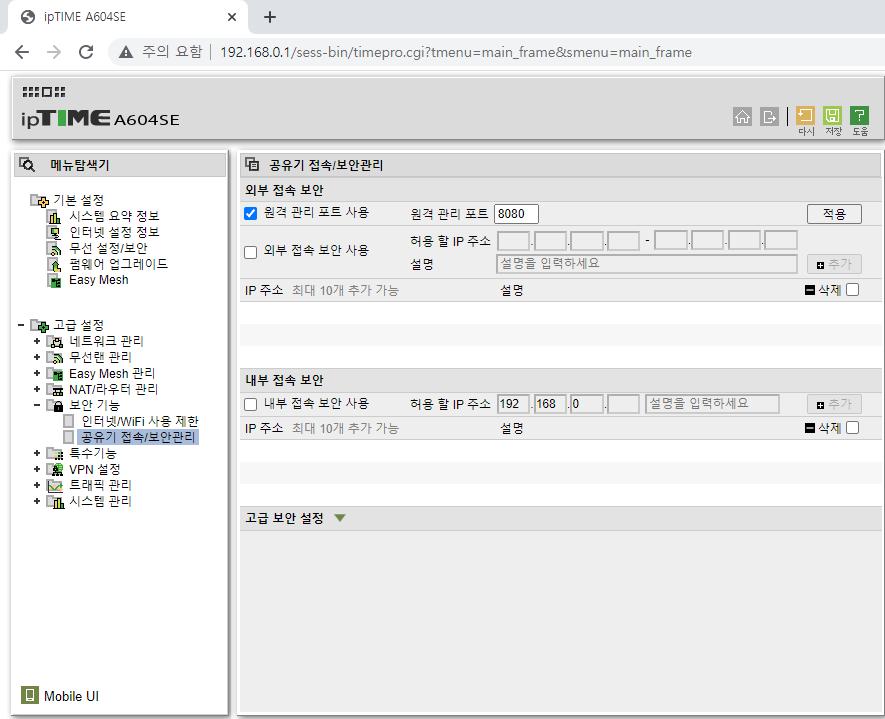 ipTIME A604SE
주의 요함 192.168.0.1/sess-bin/timepro.cgi?tmenu=main_frame&smenu=main_frame
ipTIME A604SE
다시 저장 도움
메뉴탐색기
기본 설정
시스템 요약 정보
인터넷 설정 정보
무선 설정/보안
펌웨어 업그레이드
Easy Mesh
고급 설정
네트워크 관리
무선랜 관리
Easy Mesh 관리
NAT/라우터 관리
보안 기능
인터넷/WiFi 사용 제한
공유기 접속/보안관리
특수기능
VPN 설정
트래픽 관리
시스템 관리
Mobile UI
공유기 접속/보안관리
외부 접속 보안
원격 관리 포트 사용 원격 관리 포트 8080 적용
외부 접속 보안 사용 허용 할 IP 주소 . . . - . . .
설명 설명을 입력하세요 추가
IP 주소 최대 10개 추가 가능 설명 삭제
내부 접속 보안
내부 접속 보안 사용 허용 할 IP 주소 192 . 168 . 0 . 설명을 입력하세요 추가
IP 주소 최대 10개 추가 가능 설명 삭제
고급 보안 설정